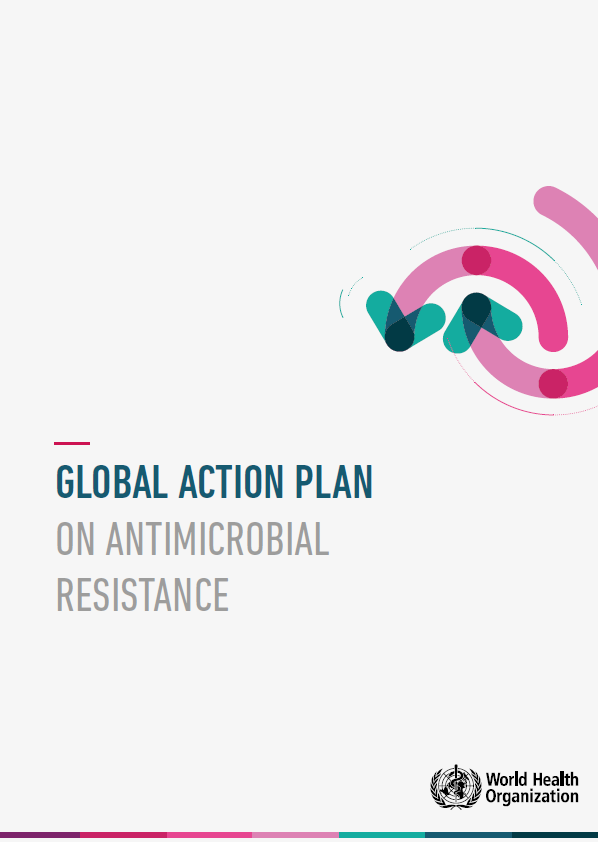 GLOBAL ACTION PLAN
ON ANTIMICROBIAL
RESISTANCE
World Health
Organization